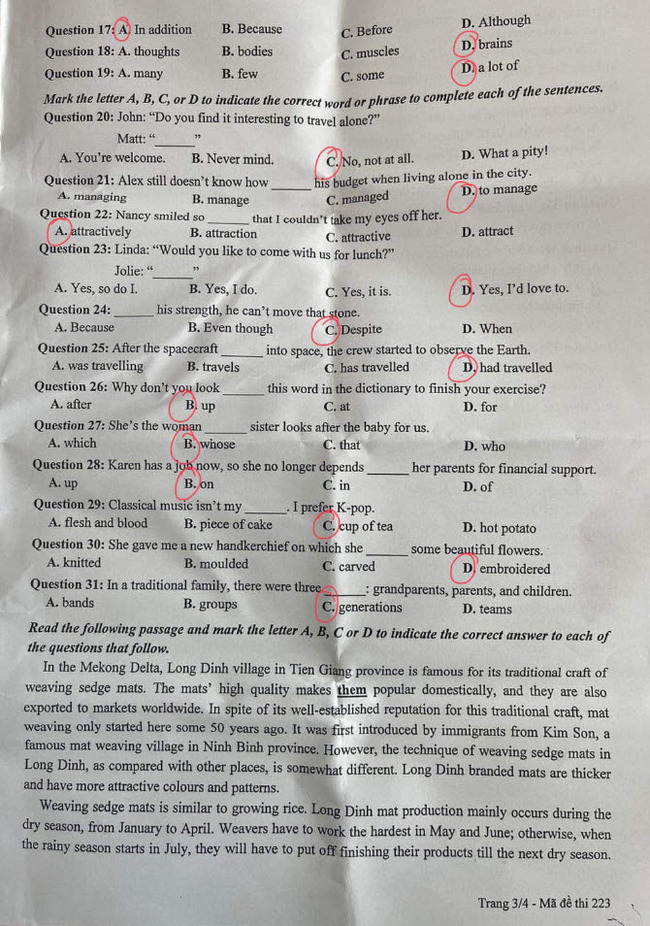 Question 17: A. In addition B. Because C. Before D. Although
Question 18: A. thoughts B. bodies C. muscles D. brains
Question 19: A. many B. few C. some D. a lot of
Mark the letter A, B, C, or D to indicate the correct word or phrase to complete each of the sentences.
Question 20: John: “Do you find it interesting to travel alone?”
Matt: “______”
A. You’re welcome. B. Never mind. C. No, not at all. D. What a pity!
Question 21: Alex still doesn’t know how ______ his budget when living alone in the city.
A. managing B. manage C. managed D. to manage
Question 22: Nancy smiled so ______ that I couldn’t take my eyes off her.
A. attractively B. attraction C. attractive D. attract
Question 23: Linda: “Would you like to come with us for lunch?”
Jolie: “______”
A. Yes, so do I. B. Yes, I do. C. Yes, it is. D. Yes, I’d love to.
Question 24: ______ his strength, he can’t move that stone.
A. Because B. Even though C. Despite D. When
Question 25: After the spacecraft ______ into space, the crew started to observe the Earth.
A. was travelling B. travels C. has travelled D. had travelled
Question 26: Why don’t you look ______ this word in the dictionary to finish your exercise?
A. after B. up C. at D. for
Question 27: She’s the woman ______ sister looks after the baby for us.
A. which B. whose C. that D. who
Question 28: Karen has a job now, so she no longer depends ______ her parents for financial support.
A. up B. on C. in D. of
Question 29: Classical music isn’t my ______. I prefer K-pop.
A. flesh and blood B. piece of cake C. cup of tea D. hot potato
Question 30: She gave me a new handkerchief on which she ______ some beautiful flowers.
A. knitted B. moulded C. carved D. embroidered
Question 31: In a traditional family, there were three ______: grandparents, parents, and children.
A. bands B. groups C. generations D. teams
Read the following passage and mark the letter A, B, C or D to indicate the correct answer to each of
the questions that follow.
In the Mekong Delta, Long Dinh village in Tien Giang province is famous for its traditional craft of
weaving sedge mats. The mats’ high quality makes them popular domestically, and they are also
exported to markets worldwide. In spite of its well-established reputation for this traditional craft, mat
weaving only started here some 50 years ago. It was first introduced by immigrants from Kim Son, a
famous mat weaving village in Ninh Binh province. However, the technique of weaving sedge mats in
Long Dinh, as compared with other places, is somewhat different. Long Dinh branded mats are thicker
and have more attractive colours and patterns.
Weaving sedge mats is similar to growing rice. Long Dinh mat production mainly occurs during the
dry season, from January to April. Weavers have to work the hardest in May and June; otherwise, when
the rainy season starts in July, they will have to put off finishing their products till the next dry season.
Trang 3/4 - Mã đề thi 223